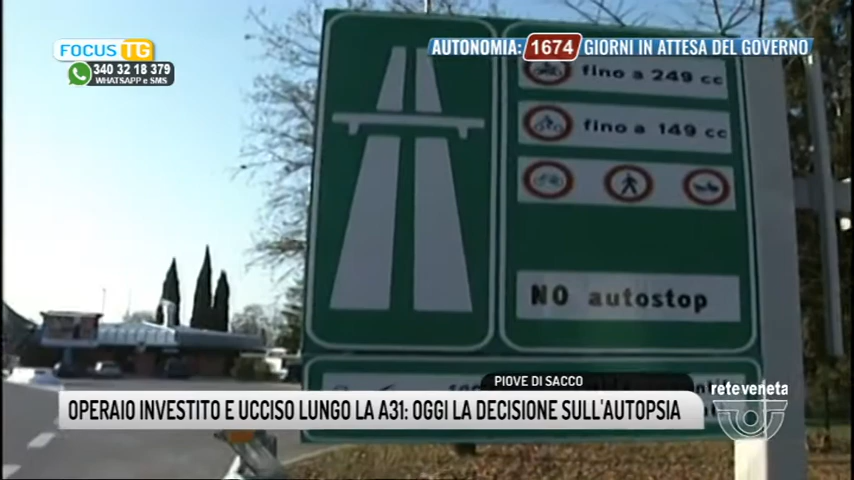 FOCUS TG
340 32 18 379
WHATSAPP e SMS
AUTONOMIA: 1674 GIORNI IN ATTESA DEL GOVERNO
fino a 249 cc
fino a 149 cc
NO autostop
PIOVE DI SACCO
OPERAIO INVESTITO E UCCISO LUNGO LA A31: OGGI LA DECISIONE SULL'AUTOPSIA
reteveneta